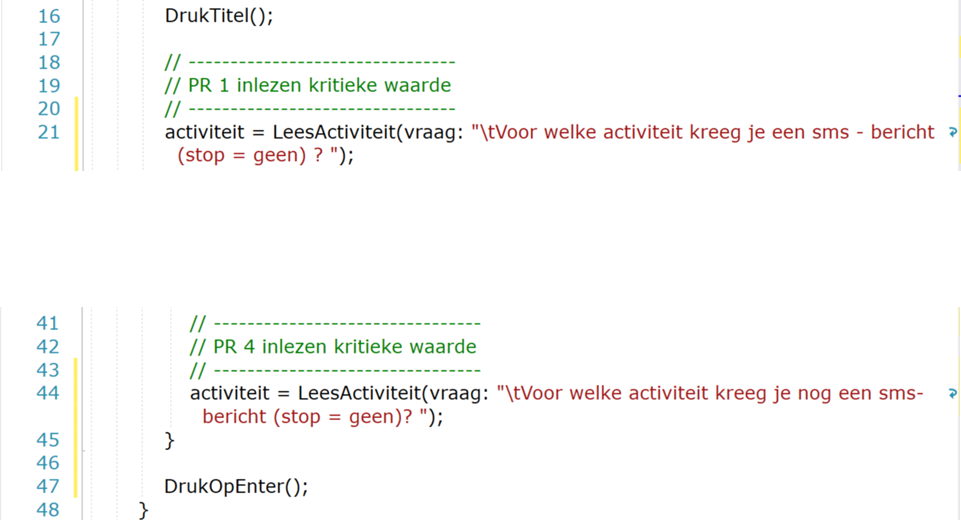 16 DrukTitel();
17
18 // --------------------------------
19 // PR 1 inlezen kritieke waarde
20 // --------------------------------
21 activiteit = LeesActiviteit(vraag: "\tVoor welke activiteit kreeg je een sms - bericht
(stop = geen) ? ");
41 // --------------------------------
42 // PR 4 inlezen kritieke waarde
43 // --------------------------------
44 activiteit = LeesActiviteit(vraag: "\tVoor welke activiteit kreeg je nog een sms-
bericht (stop = geen)? ");
45 }
46
47 DrukOpEnter();
48 }